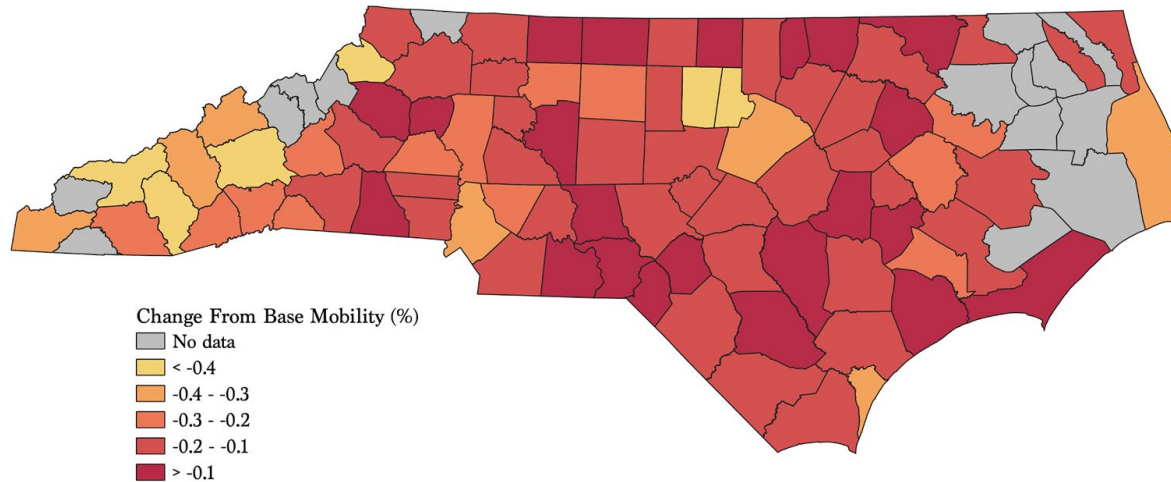 Change From Base Mobility (%)
No data
< -0.4
-0.4 - -0.3
-0.3 - -0.2
-0.2 - -0.1
> -0.1